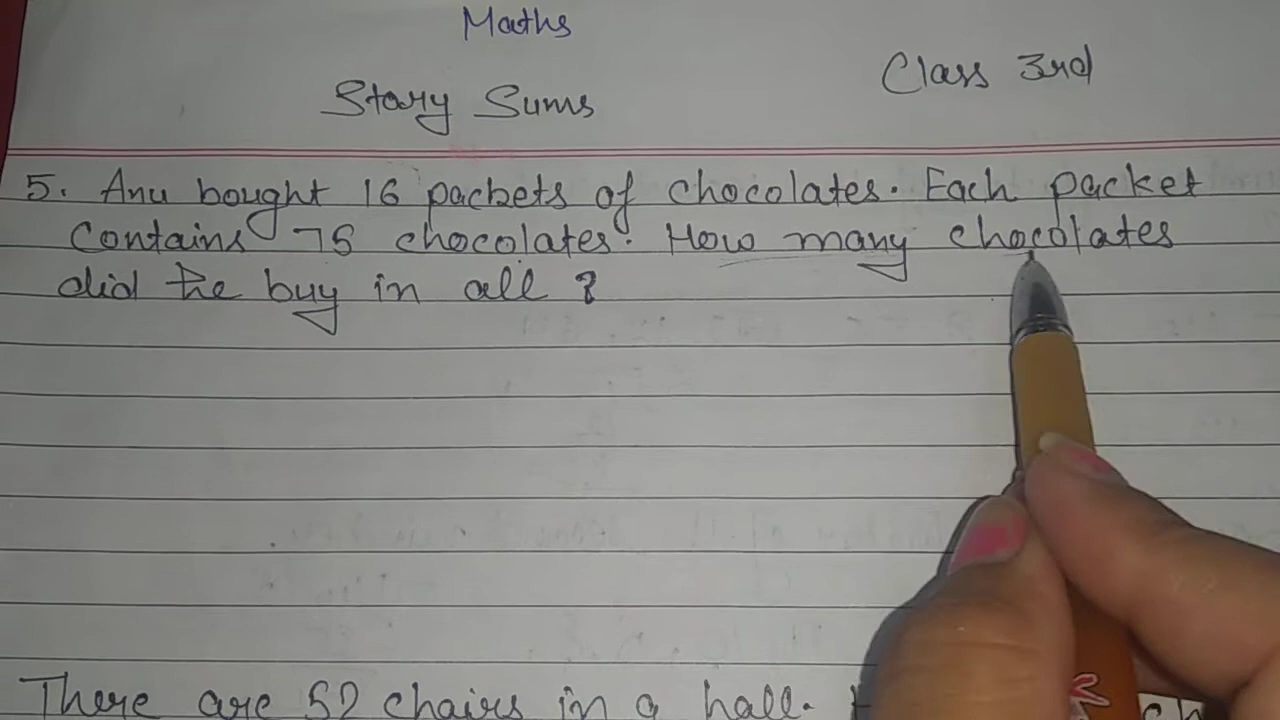 Maths
Class 3rd
Story Sums
5. Anu bought 16 packets of chocolates. Each packet
Contains 75 chocolates. How many chocolates
did he buy in all ?
There are 52 chairs in a hall.